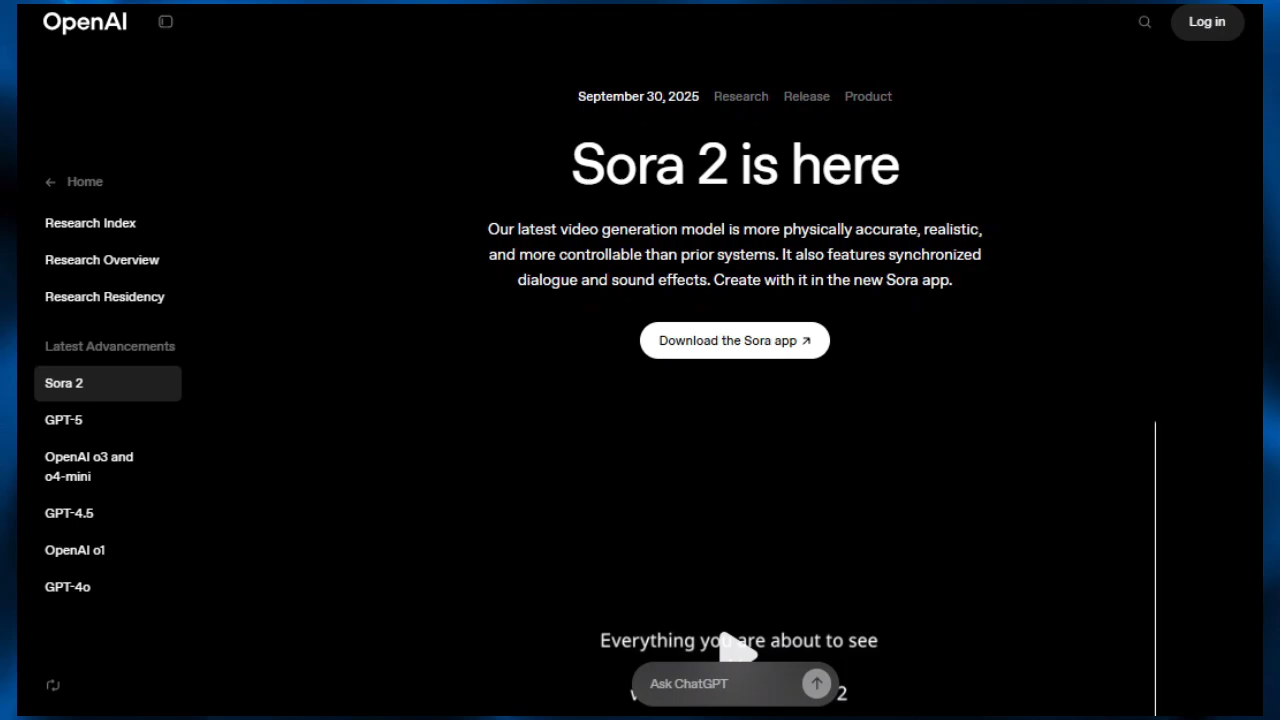 OpenAI
Log in
September 30, 2025 Research Release Product
Sora 2 is here
Our latest video generation model is more physically accurate, realistic,
and more controllable than prior systems. It also features synchronized
dialogue and sound effects. Create with it in the new Sora app.
Download the Sora app ↗
← Home
Research Index
Research Overview
Research Residency
Latest Advancements
Sora 2
GPT-5
OpenAI o3 and
o4-mini
GPT-4.5
OpenAI o1
GPT-4o
Everything you are about to see
2
Ask ChatGPT